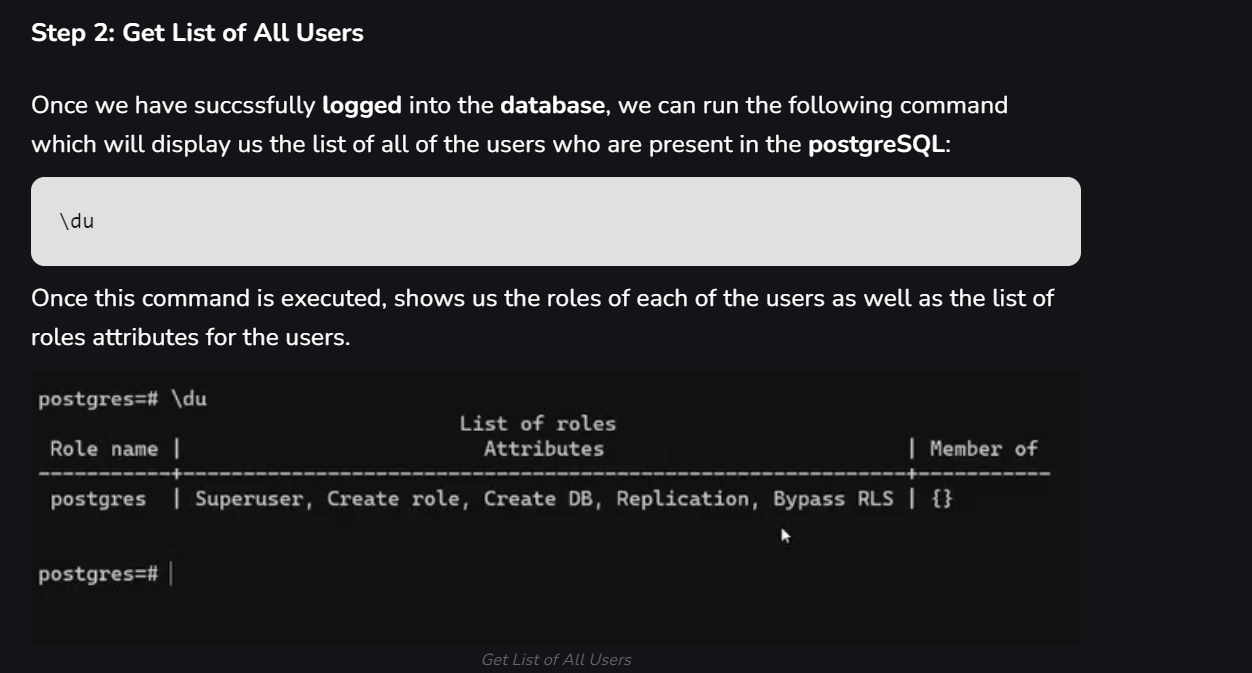 Step 2: Get List of All Users
Once we have succssfully logged into the database, we can run the following command
which will display us the list of all of the users who are present in the postgreSQL:
\du
Once this command is executed, shows us the roles of each of the users as well as the list of
roles attributes for the users.
postgres=# \du
List of roles
Role name | Attributes | Member of
-----------+------------------------------------------------------------+-----------
postgres | Superuser, Create role, Create DB, Replication, Bypass RLS | {}
postgres=#
Get List of All Users